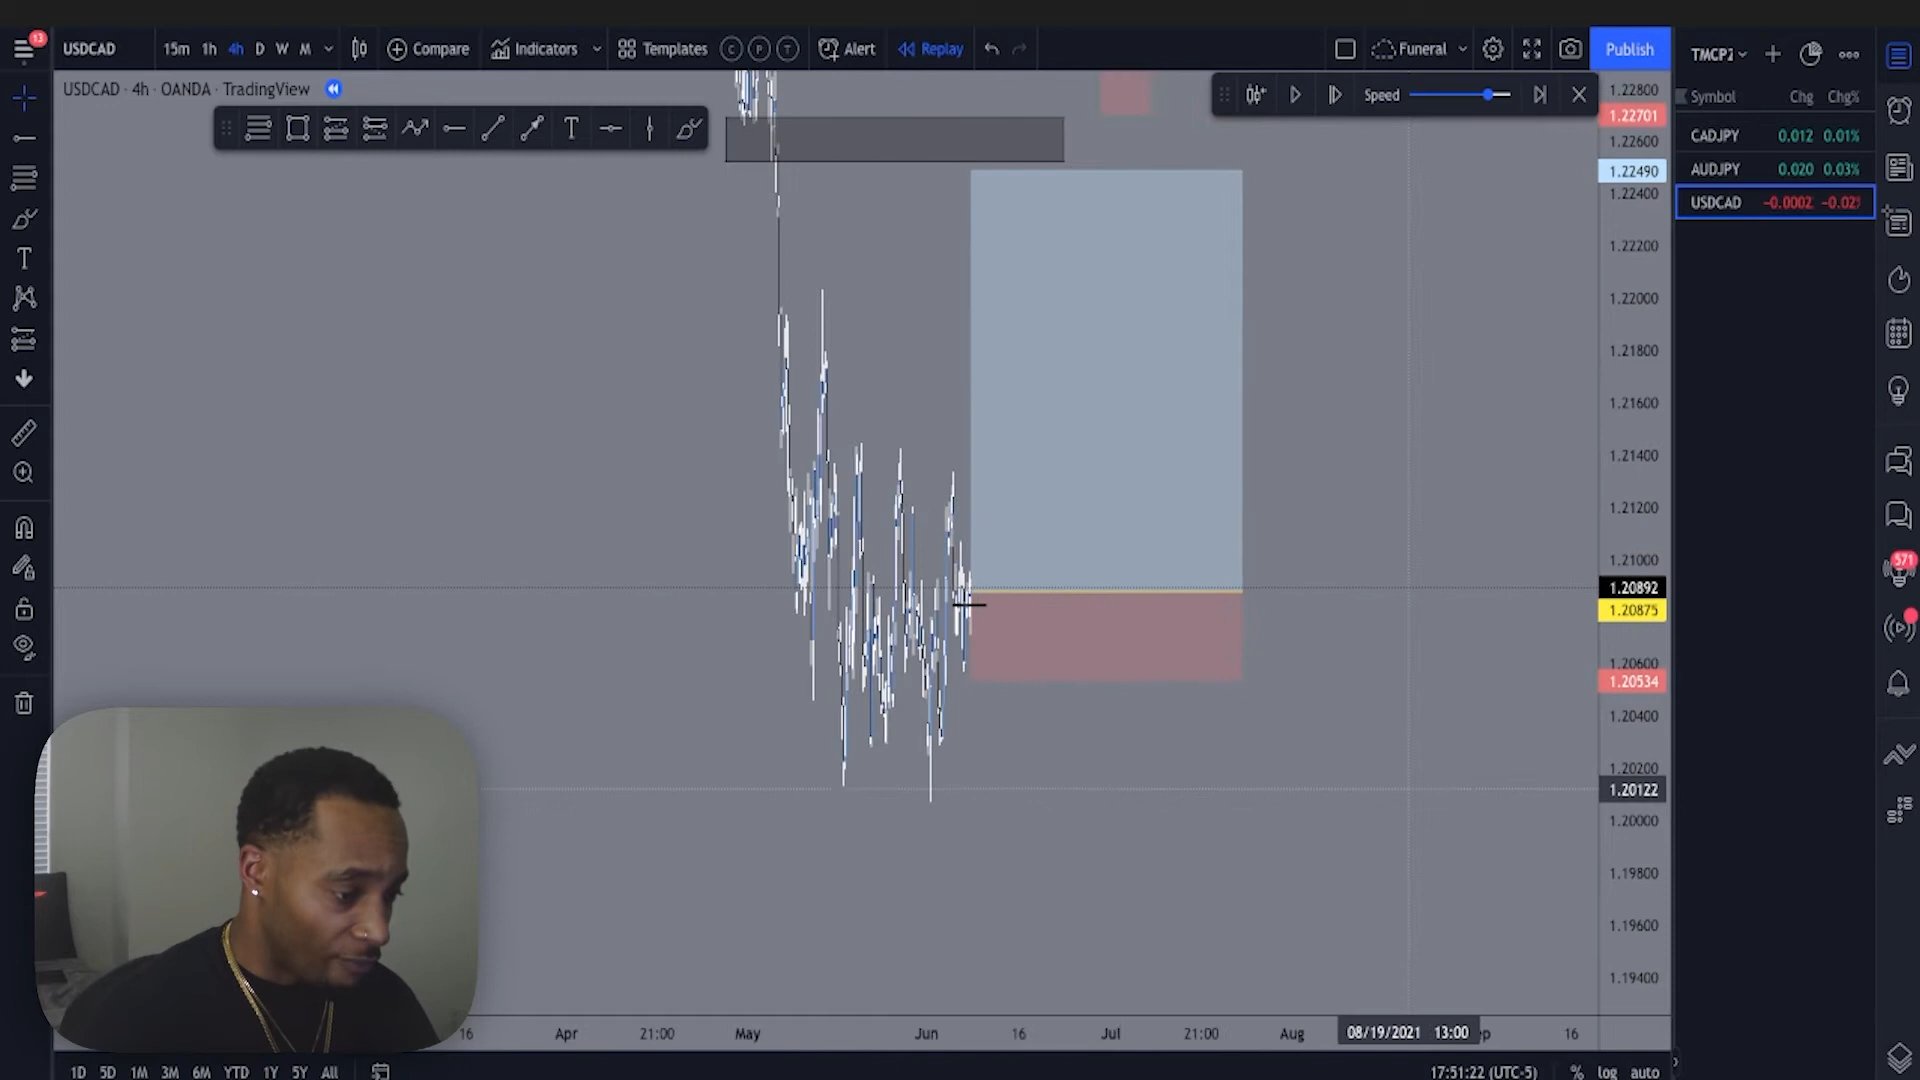 13
USDCAD
15m 1h 4h D W M
Compare
Indicators
Templates
C P T
Alert
Replay
Funeral
Publish
TMCP
USDCAD · 4h · OANDA · TradingView
Speed
Symbol Chg Chg%
CADJPY 0.012 0.01%
AUDJPY 0.020 0.03%
USDCAD −0.0002 −0.02
1.22800
1.22701
1.22600
1.22490
1.22400
1.22200
1.22000
1.21800
1.21600
1.21400
1.21200
1.21000
1.20892
1.20875
1.20600
1.20534
1.20400
1.20200
1.20122
1.20000
1.19800
1.19600
1.19400
571
16 Apr 21:00 May Jun 16 Jul 21:00 Aug 08/19/2021 13:00 16
1D 5D 1M 3M 6M YTD 1Y 5Y All
17:51:22 (UTC-5) % log auto